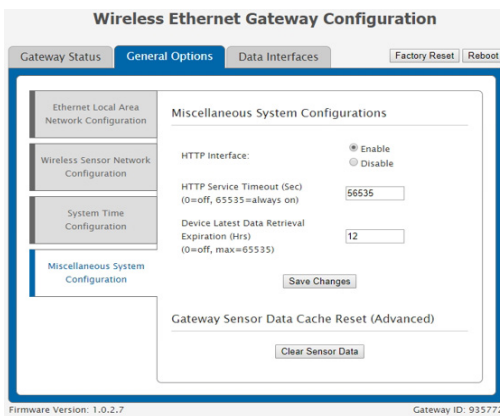 Wireless Ethernet Gateway Configuration
Gateway Status General Options Data Interfaces Factory Reset Reboot
Ethernet Local Area
Network Configuration
Wireless Sensor Network
Configuration
System Time
Configuration
Miscellaneous System
Configuration
Miscellaneous System Configurations
HTTP Interface:
Enable
Disable
HTTP Service Timeout (Sec)
(0=off, 65535=always on)
56535
Device Latest Data Retrieval
Expiration (Hrs)
(0=off, max=65535)
12
Save Changes
Gateway Sensor Data Cache Reset (Advanced)
Clear Sensor Data
Firmware Version: 1.0.2.7 Gateway ID: 935772